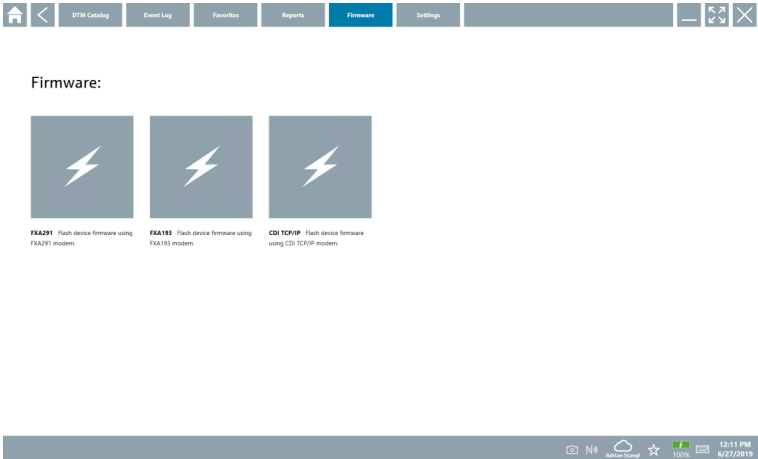 DTM Catalog Event Log Favorites Reports Firmware Settings
Firmware:
FXA291 Flash device firmware using
FXA291 modem.
FXA193 Flash device firmware using
FXA193 modem.
CDI TCP/IP Flash device firmware
using CDI TCP/IP modem.
Adrian Stangl
100%
12:11 PM
6/27/2019